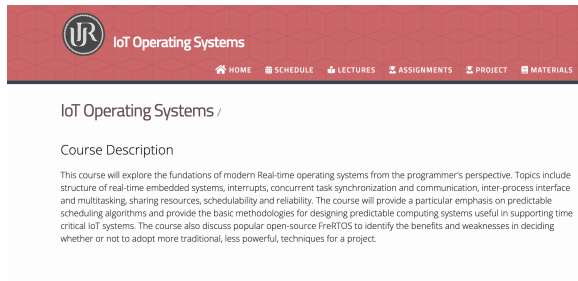 UR
IoT Operating Systems
HOME SCHEDULE LECTURES ASSIGNMENTS PROJECT MATERIALS
IoT Operating Systems /
Course Description
This course will explore the fundations of modern Real-time operating systems from the programmer's perspective. Topics include
structure of real-time embedded systems, interrupts, concurrent task synchronization and communication, inter-process interface
and multitasking, sharing resources, schedulability and reliability. The course will provide a particular emphasis on predictable
scheduling algorithms and provide the basic methodologies for designing predictable computing systems useful in supporting time
critical IoT systems. The course also discuss popular open-source FreRTOS to identify the benefits and weaknesses in deciding
whether or not to adopt more traditional, less powerful, techniques for a project.